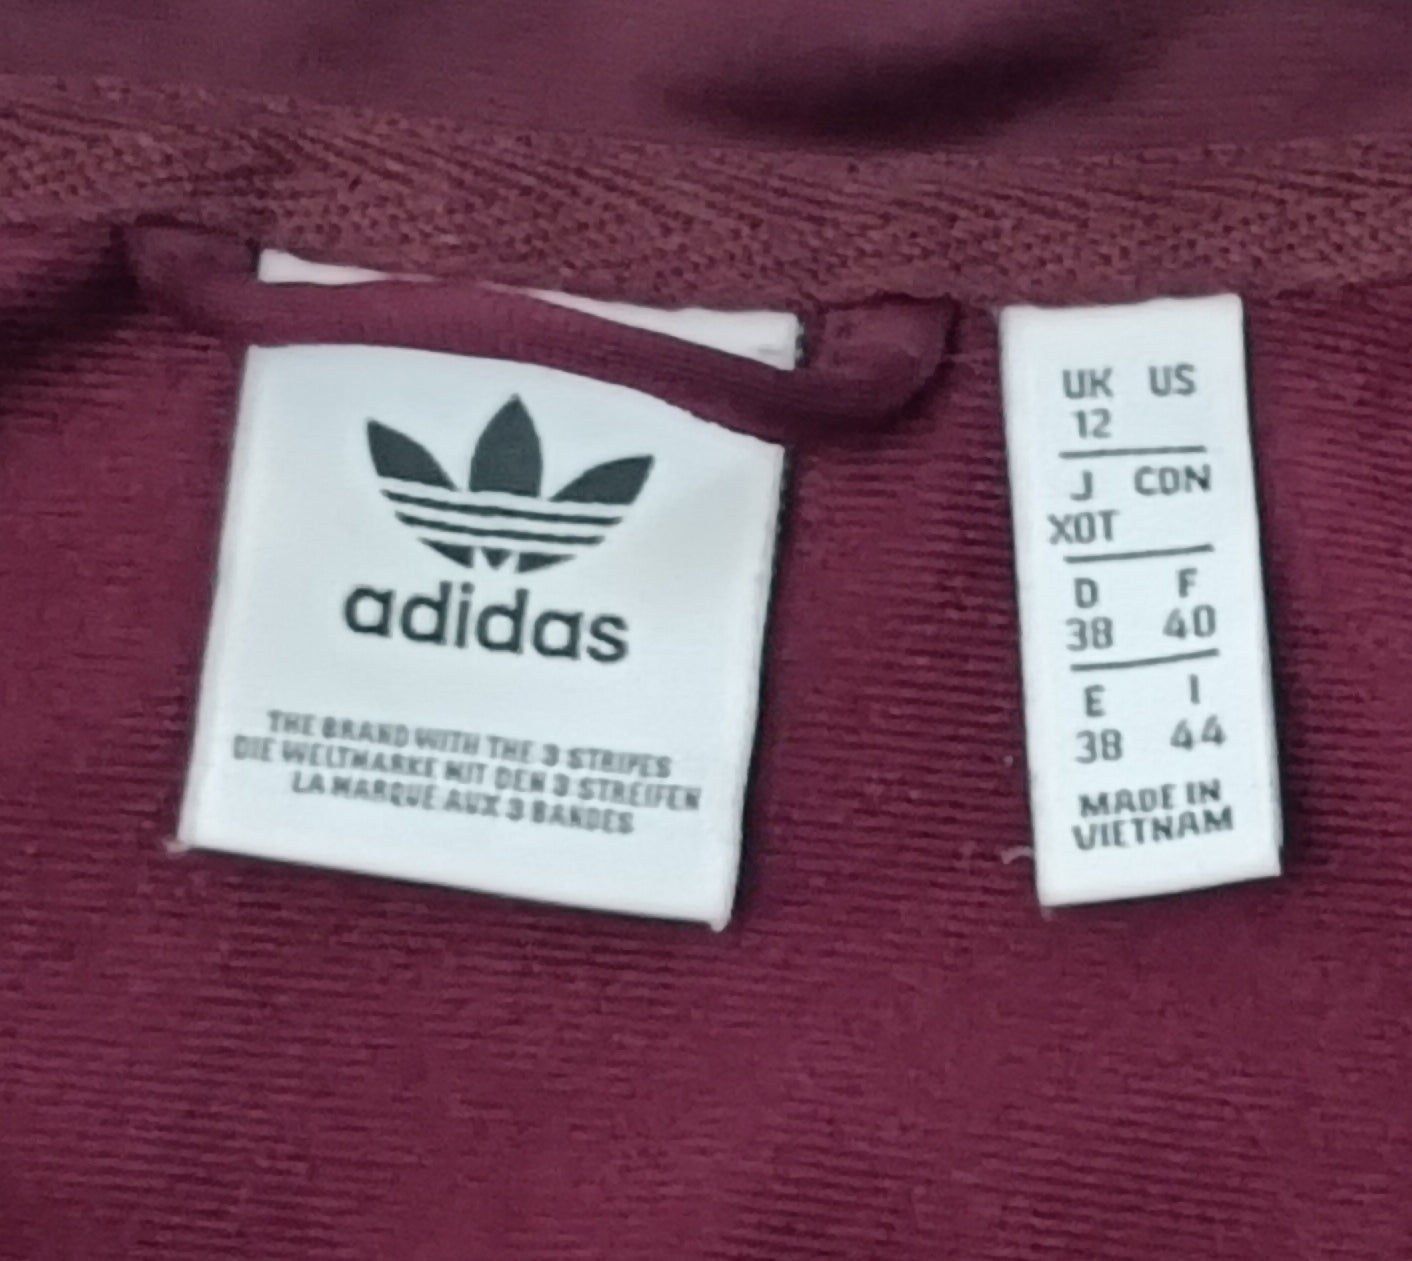 adidas
THE BRAND WITH THE 3 STRIPES
DIE WELTMARKE MIT DEN 3 STREIFEN
LA MARQUE AUX 3 BANDES
UK US
12
J CDN
XOT
D F
38 40
E I
38 44
MADE IN
VIETNAM